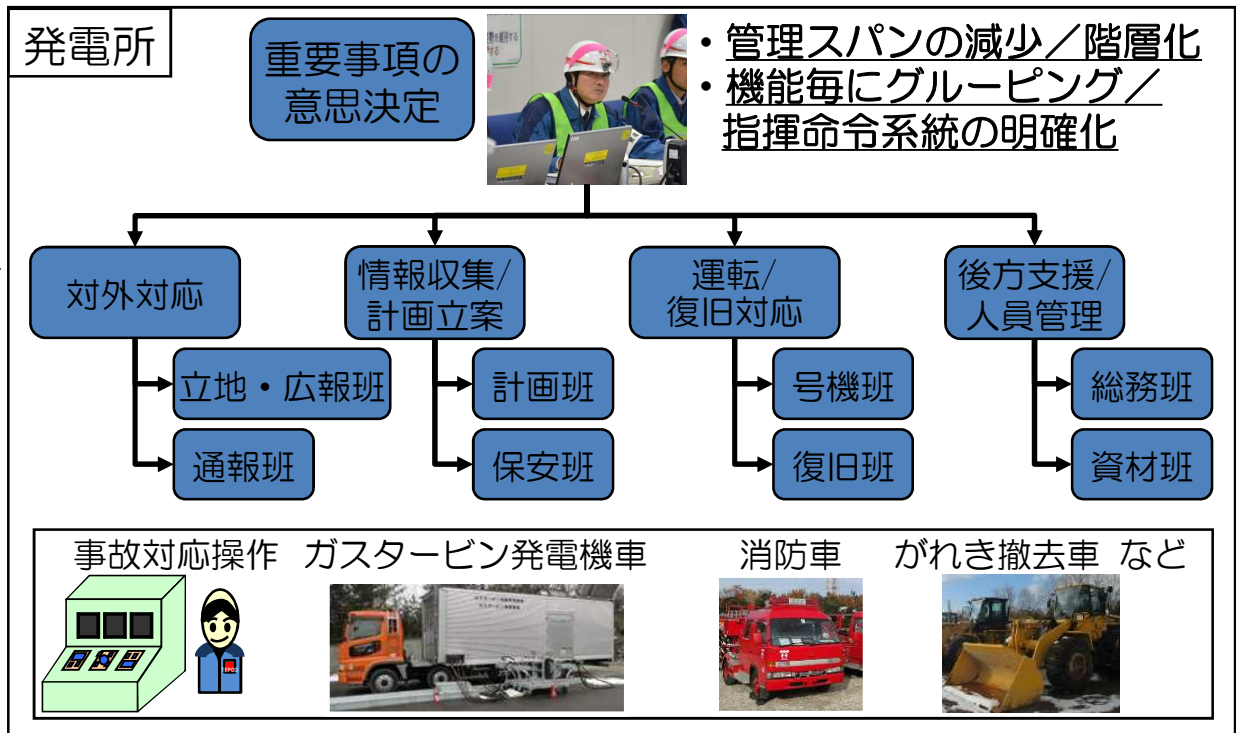 発電所
重要事項の
意思決定
・管理スパンの減少／階層化
・機能毎にグルーピング／
指揮命令系統の明確化
対外対応
情報収集/
計画立案
運転/
復旧対応
後方支援/
人員管理
立地・広報班
計画班
号機班
総務班
通報班
保安班
復旧班
資材班
事故対応操作
ガスタービン発電機車
消防車
がれき撤去車 など
TEPCO